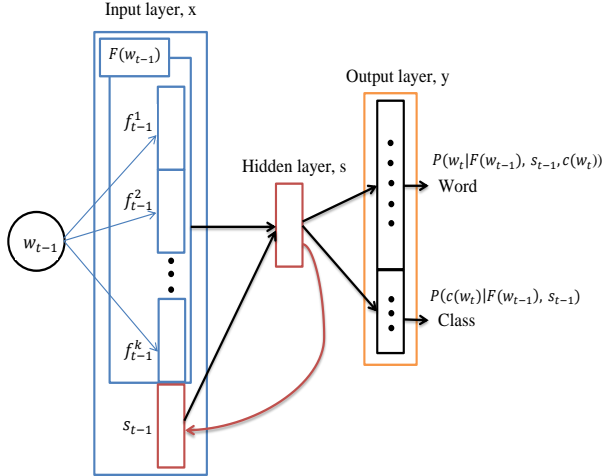 Input layer, x
F(w_{t−1})
f^1_{t−1}
f^2_{t−1}
f^k_{t−1}
s_{t−1}
w_{t−1}
Hidden layer, s
Output layer, y
P(w_t|F(w_{t−1}), s_{t−1}, c(w_t))
Word
P(c(w_t)|F(w_{t−1}), s_{t−1})
Class